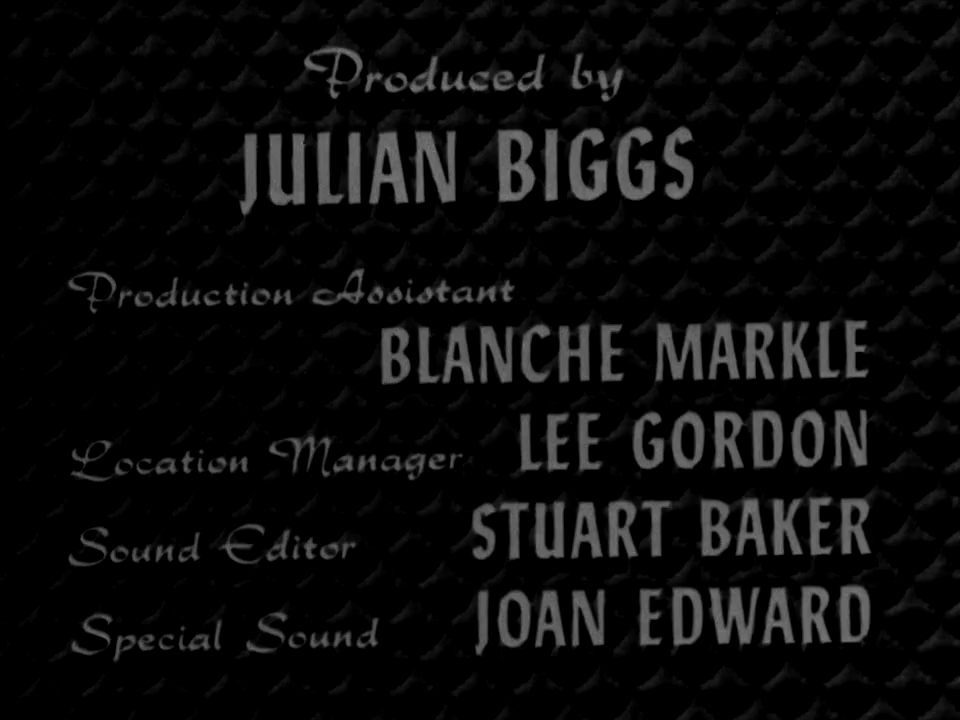 Produced by
JULIAN BIGGS
Production Assistant
BLANCHE MARKLE
Location Manager LEE GORDON
Sound Editor STUART BAKER
Special Sound JOAN EDWARD